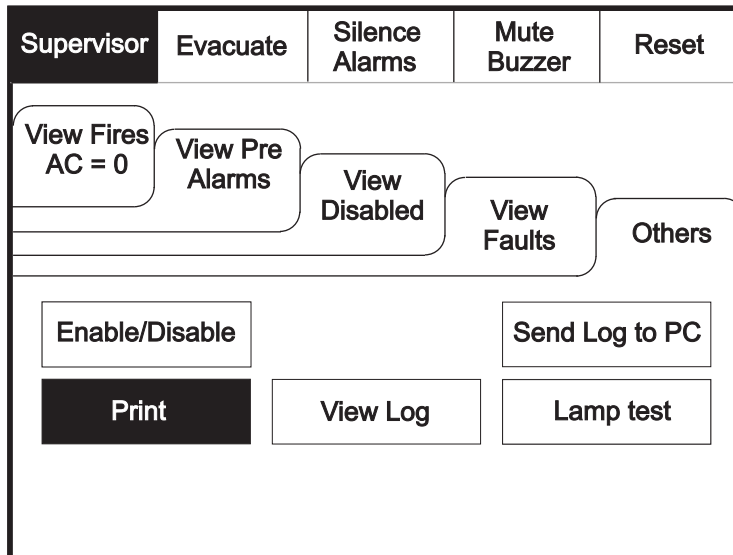 Supervisor
Evacuate
Silence
Alarms
Mute
Buzzer
Reset
View Fires
AC = 0
View Pre
Alarms
View
Disabled
View
Faults
Others
Enable/Disable
Send Log to PC
Print
View Log
Lamp test